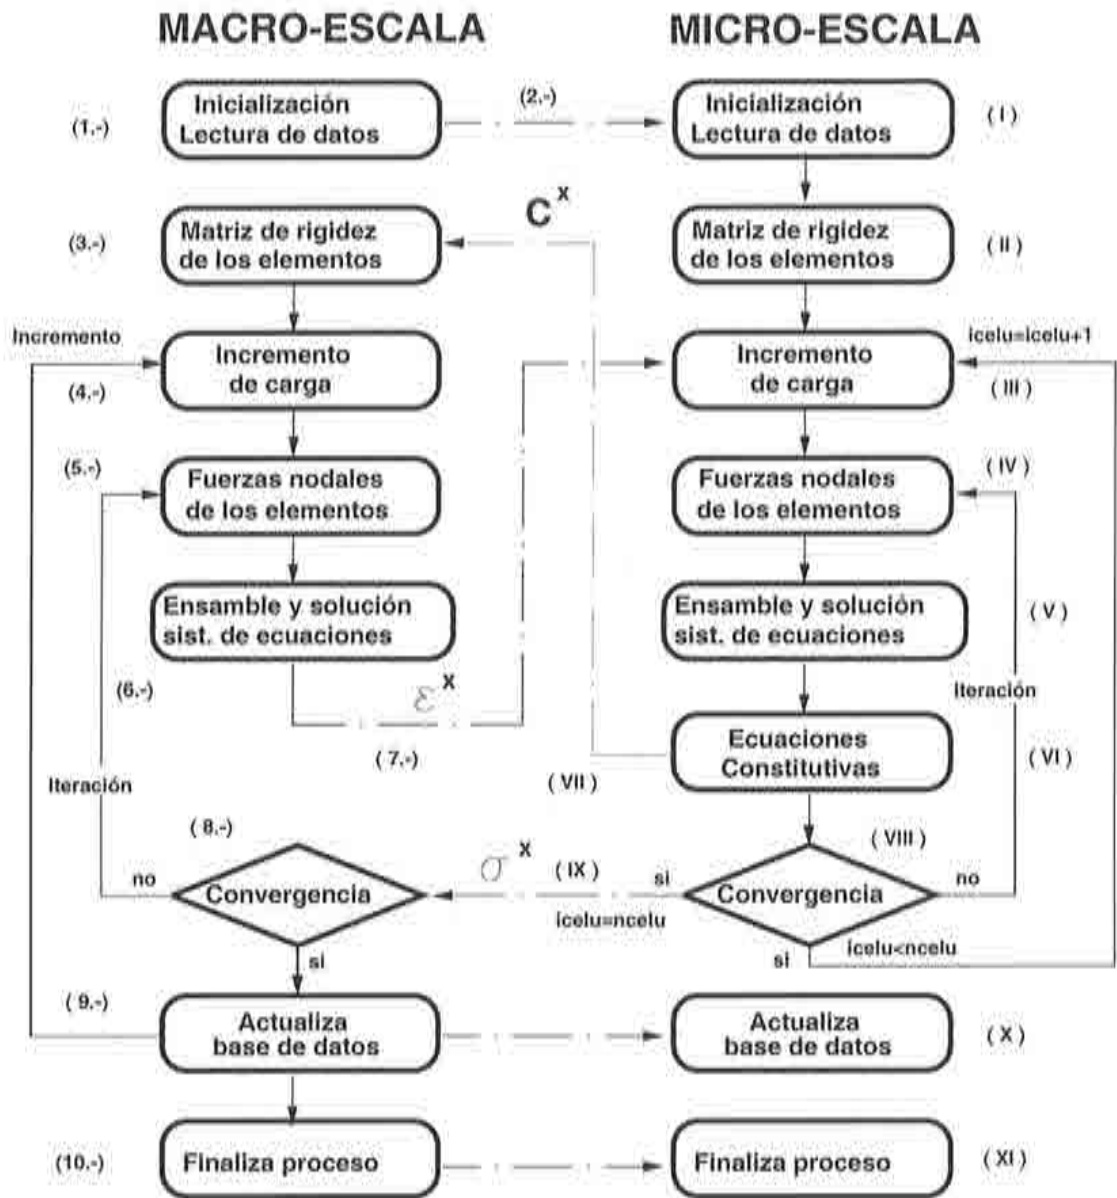 MACRO-ESCALA
MICRO-ESCALA
(1.-)
Inicialización
Lectura de datos
(2.-)
Inicialización
Lectura de datos
( I )
C x
(3.-)
Matriz de rigidez
de los elementos
Matriz de rigidez
de los elementos
( II )
Incremento
(4.-)
Incremento
de carga
Incremento
de carga
icelu=icelu+1
( III )
(5.-)
Fuerzas nodales
de los elementos
Fuerzas nodales
de los elementos
( IV )
Ensamble y solución
sist. de ecuaciones
Ensamble y solución
sist. de ecuaciones
( V )
(6.-)
ε x
( 7.-)
Iteración
Ecuaciones
Constitutivas
( VI )
Iteración
( VII )
( 8.-)
( VIII )
no
Convergencia
σ x
( IX )
si
Convergencia
no
icelu=ncelu
si
si
icelu<ncelu
( 9.-)
Actualiza
base de datos
Actualiza
base de datos
( X )
(10.-)
Finaliza proceso
Finaliza proceso
( XI )